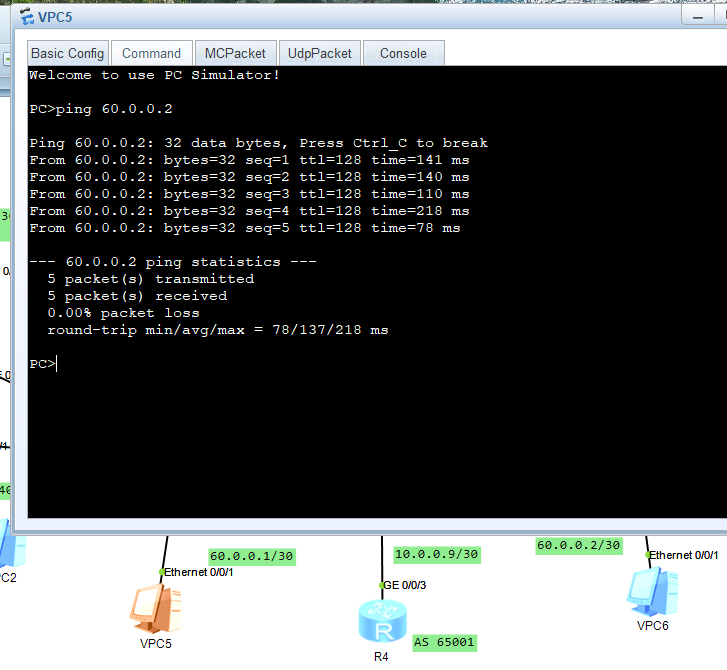 VPC5
Basic Config Command MCPacket UdpPacket Console
Welcome to use PC Simulator!
PC>ping 60.0.0.2
Ping 60.0.0.2: 32 data bytes, Press Ctrl_C to break
From 60.0.0.2: bytes=32 seq=1 ttl=128 time=141 ms
From 60.0.0.2: bytes=32 seq=2 ttl=128 time=140 ms
From 60.0.0.2: bytes=32 seq=3 ttl=128 time=110 ms
From 60.0.0.2: bytes=32 seq=4 ttl=128 time=218 ms
From 60.0.0.2: bytes=32 seq=5 ttl=128 time=78 ms
--- 60.0.0.2 ping statistics ---
5 packet(s) transmitted
5 packet(s) received
0.00% packet loss
round-trip min/avg/max = 78/137/218 ms
PC>
60.0.0.1/30
10.0.0.9/30
60.0.0.2/30
Ethernet 0/0/1
GE 0/0/3
Ethernet 0/0/1
VPC5
R
R4
AS 65001
VPC6